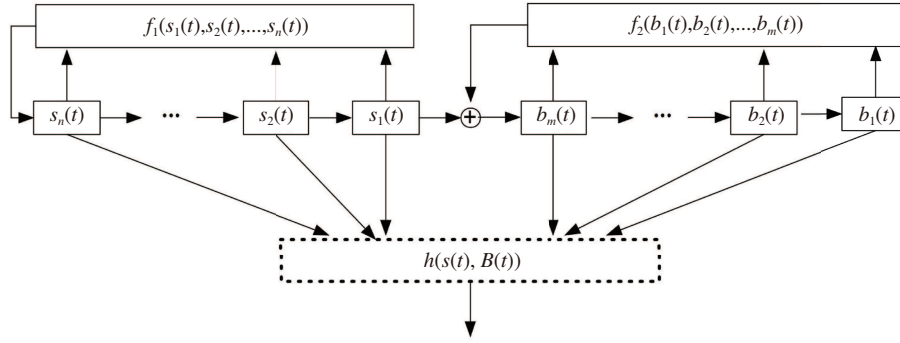 f1(s1(t),s2(t),...,sn(t))
f2(b1(t),b2(t),...,bm(t))
sn(t) ... s2(t) s1(t) + bm(t) ... b2(t) b1(t)
h(s(t), B(t))